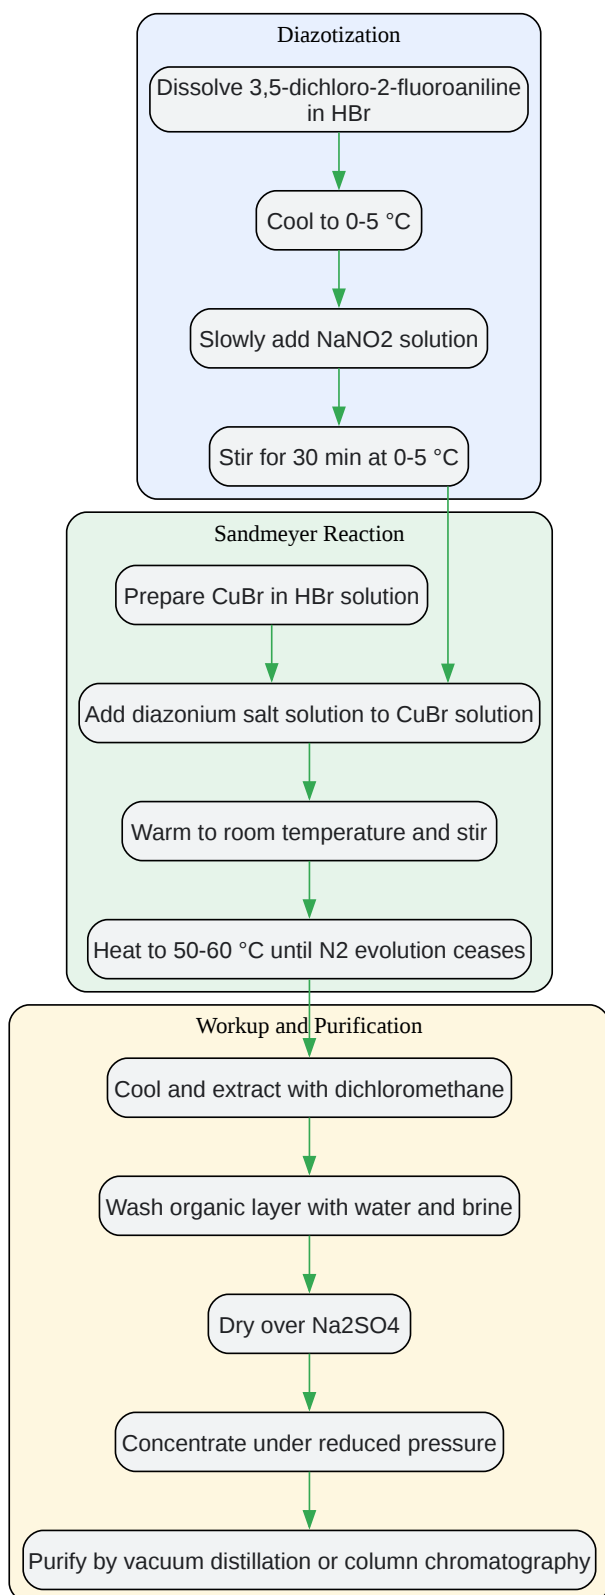 Diazotization
Dissolve 3,5-dichloro-2-fluoroaniline
in HBr
Cool to 0-5 °C
Slowly add NaNO2 solution
Stir for 30 min at 0-5 °C
Sandmeyer Reaction
Prepare CuBr in HBr solution
Add diazonium salt solution to CuBr solution
Warm to room temperature and stir
Heat to 50-60 °C until N2 evolution ceases
Workup and Purification
Cool and extract with dichloromethane
Wash organic layer with water and brine
Dry over Na2SO4
Concentrate under reduced pressure
Purify by vacuum distillation or column chromatography